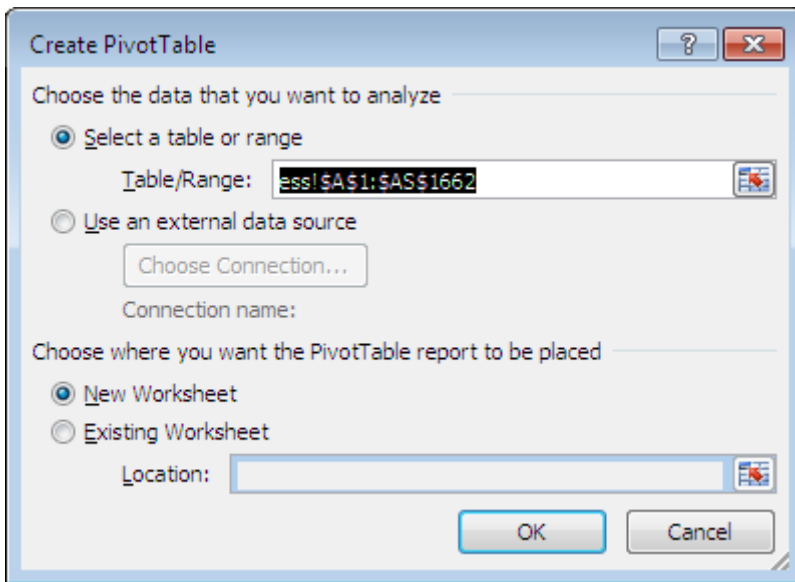 Create PivotTable
?
Choose the data that you want to analyze
Select a table or range
Table/Range: ess!$A$1:$AS$1662
Use an external data source
Choose Connection...
Connection name:
Choose where you want the PivotTable report to be placed
New Worksheet
Existing Worksheet
Location:
OK Cancel